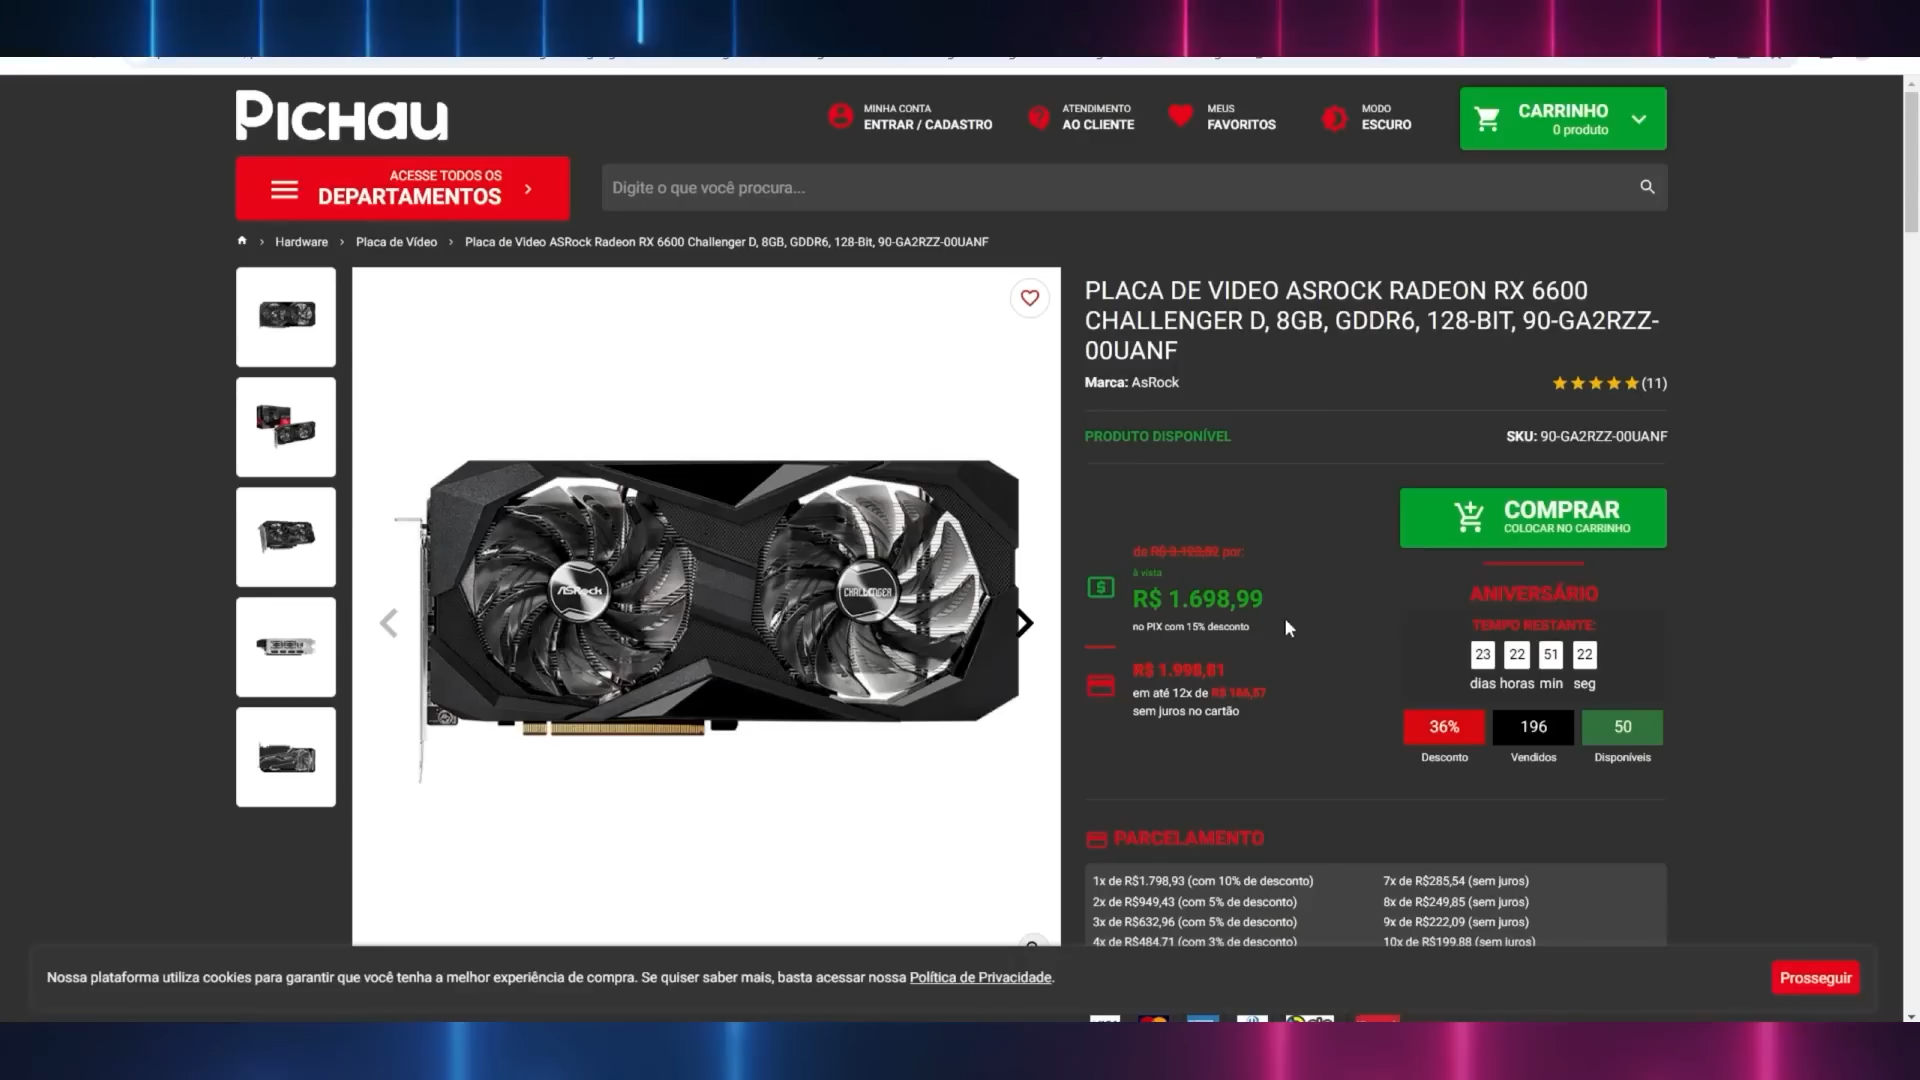 PICHAU
MINHA CONTA
ENTRAR / CADASTRO
ATENDIMENTO
AO CLIENTE
MEUS
FAVORITOS
MODO
ESCURO
CARRINHO
0 produto
ACESSE TODOS OS
DEPARTAMENTOS
Digite o que você procura...
Hardware › Placa de Vídeo › Placa de Video ASRock Radeon RX 6600 Challenger D, 8GB, GDDR6, 128-Bit, 90-GA2RZZ-00UANF
PLACA DE VIDEO ASROCK RADEON RX 6600
CHALLENGER D, 8GB, GDDR6, 128-BIT, 90-GA2RZZ-
00UANF
Marca: AsRock
(11)
PRODUTO DISPONÍVEL
SKU: 90-GA2RZZ-00UANF
COMPRAR
COLOCAR NO CARRINHO
de R$ 3.123,52 por:
à vista
R$ 1.698,99
no PIX com 15% desconto
R$ 1.998,81
em até 12x de R$ 166,57
sem juros no cartão
ANIVERSÁRIO
TEMPO RESTANTE:
23 22 51 22
dias horas min seg
36% 196 50
Desconto Vendidos Disponíveis
ASRock
CHALLENGER
PARCELAMENTO
1x de R$1.798,93 (com 10% de desconto)
2x de R$949,43 (com 5% de desconto)
3x de R$632,96 (com 5% de desconto)
4x de R$484,71 (com 3% de desconto)
7x de R$285,54 (sem juros)
8x de R$249,85 (sem juros)
9x de R$222,09 (sem juros)
10x de R$199,88 (sem juros)
Nossa plataforma utiliza cookies para garantir que você tenha a melhor experiência de compra. Se quiser saber mais, basta acessar nossa Política de Privacidade.
Prosseguir